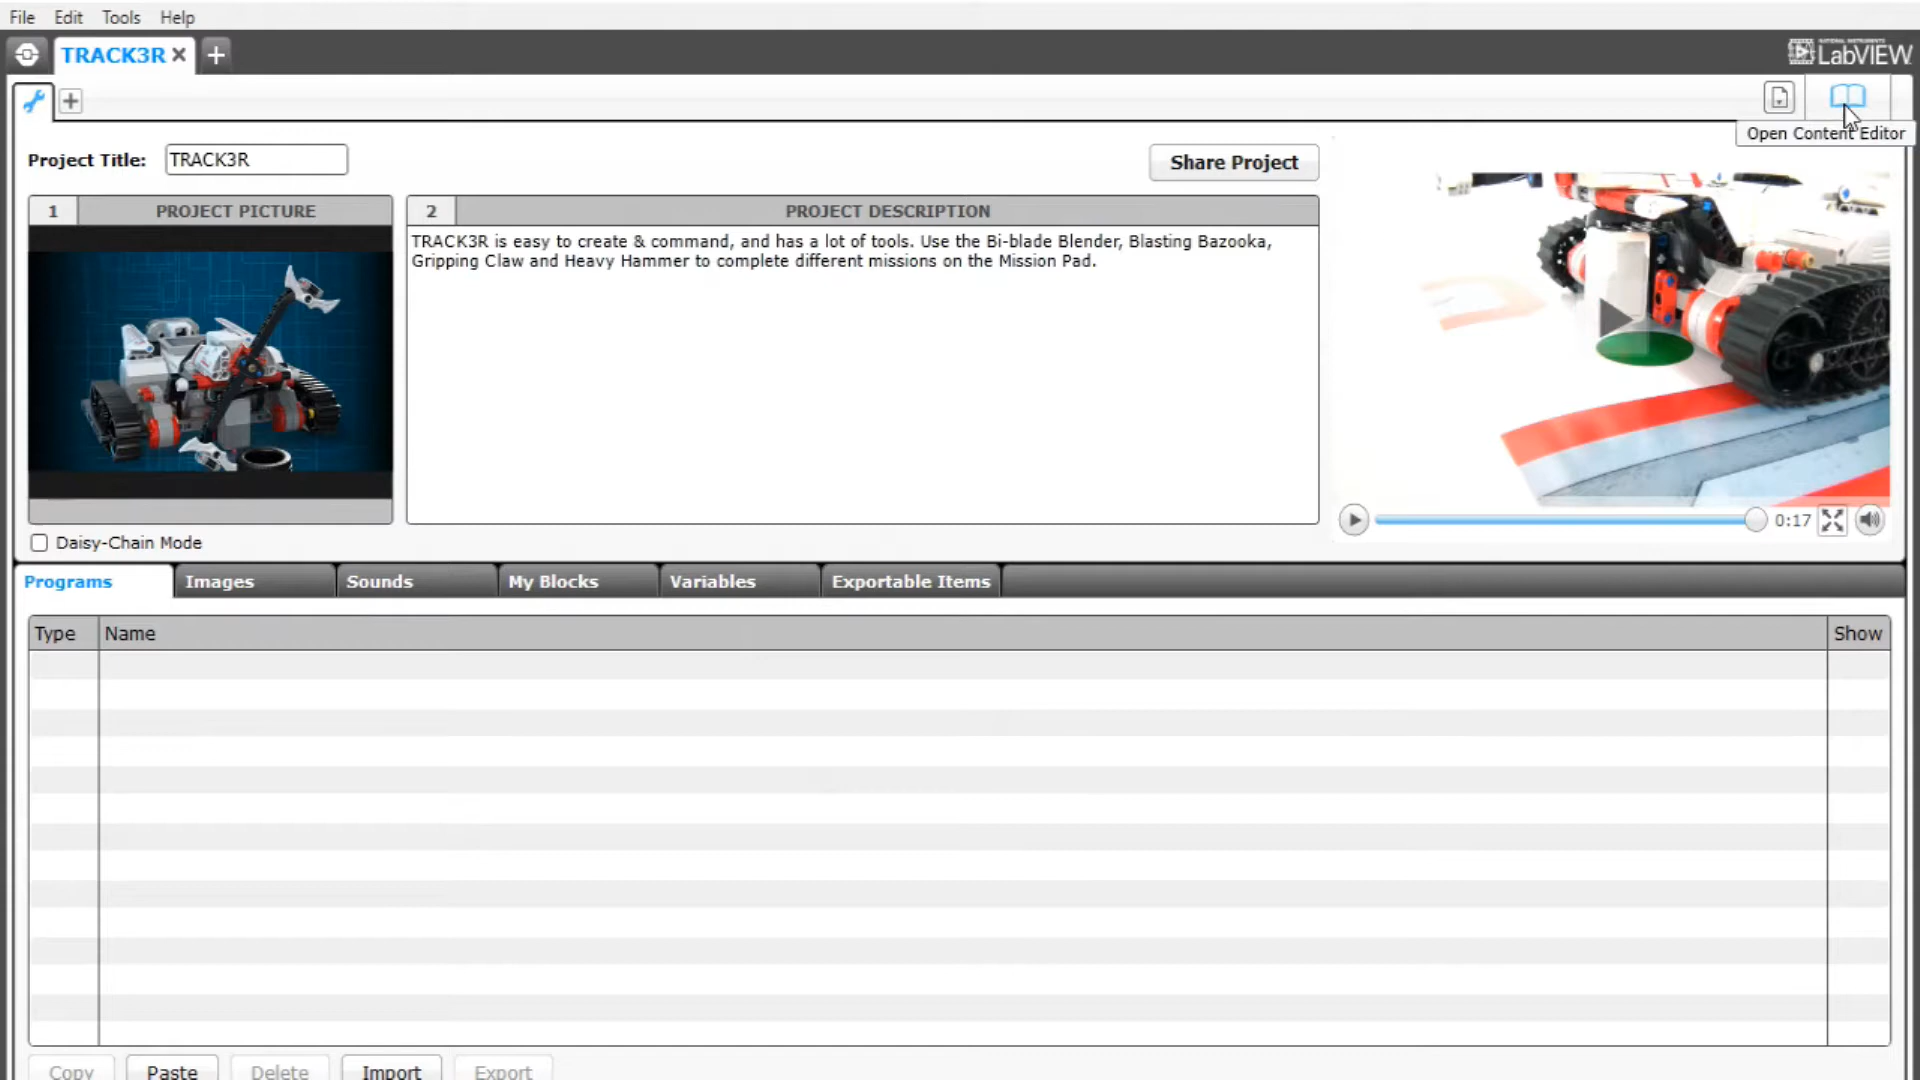 File Edit Tools Help
TRACK3R
NATIONAL INSTRUMENTS
LabVIEW
Open Content Editor
Project Title: TRACK3R
Share Project
1 PROJECT PICTURE
2 PROJECT DESCRIPTION
TRACK3R is easy to create & command, and has a lot of tools. Use the Bi-blade Blender, Blasting Bazooka,
Gripping Claw and Heavy Hammer to complete different missions on the Mission Pad.
0:17
Daisy-Chain Mode
Programs Images Sounds My Blocks Variables Exportable Items
Type Name Show
Copy Paste Delete Import Export